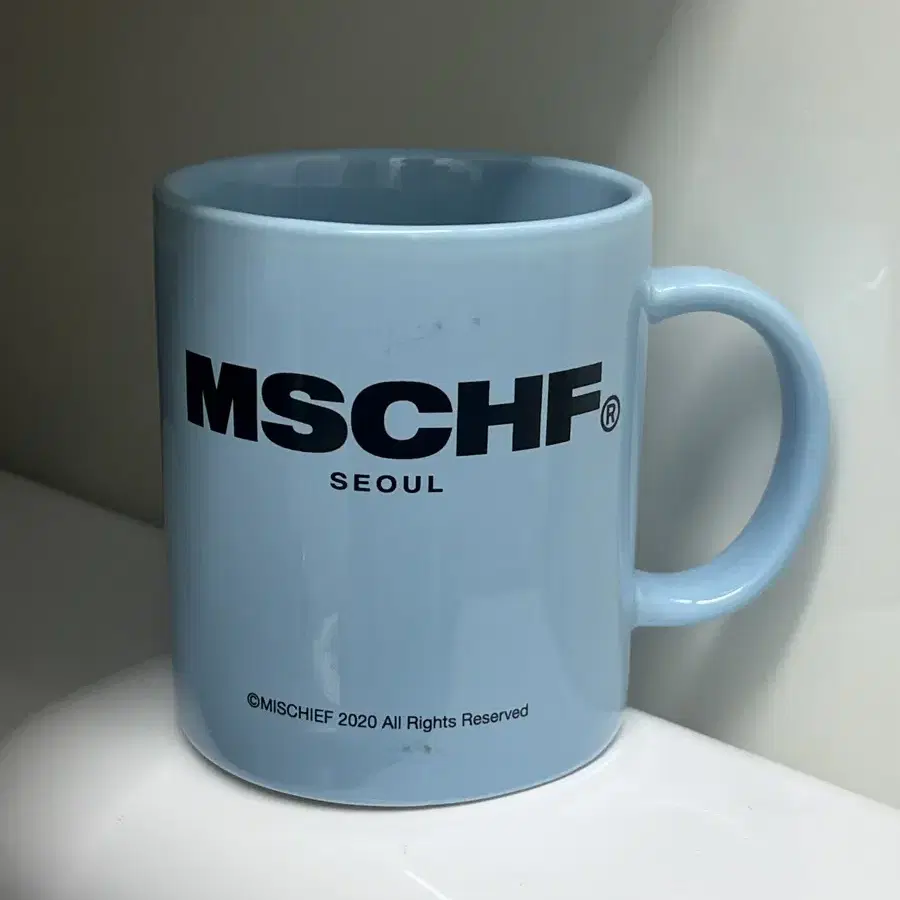 MSCHF®
SEOUL
©MISCHIEF 2020 All Rights Reserved